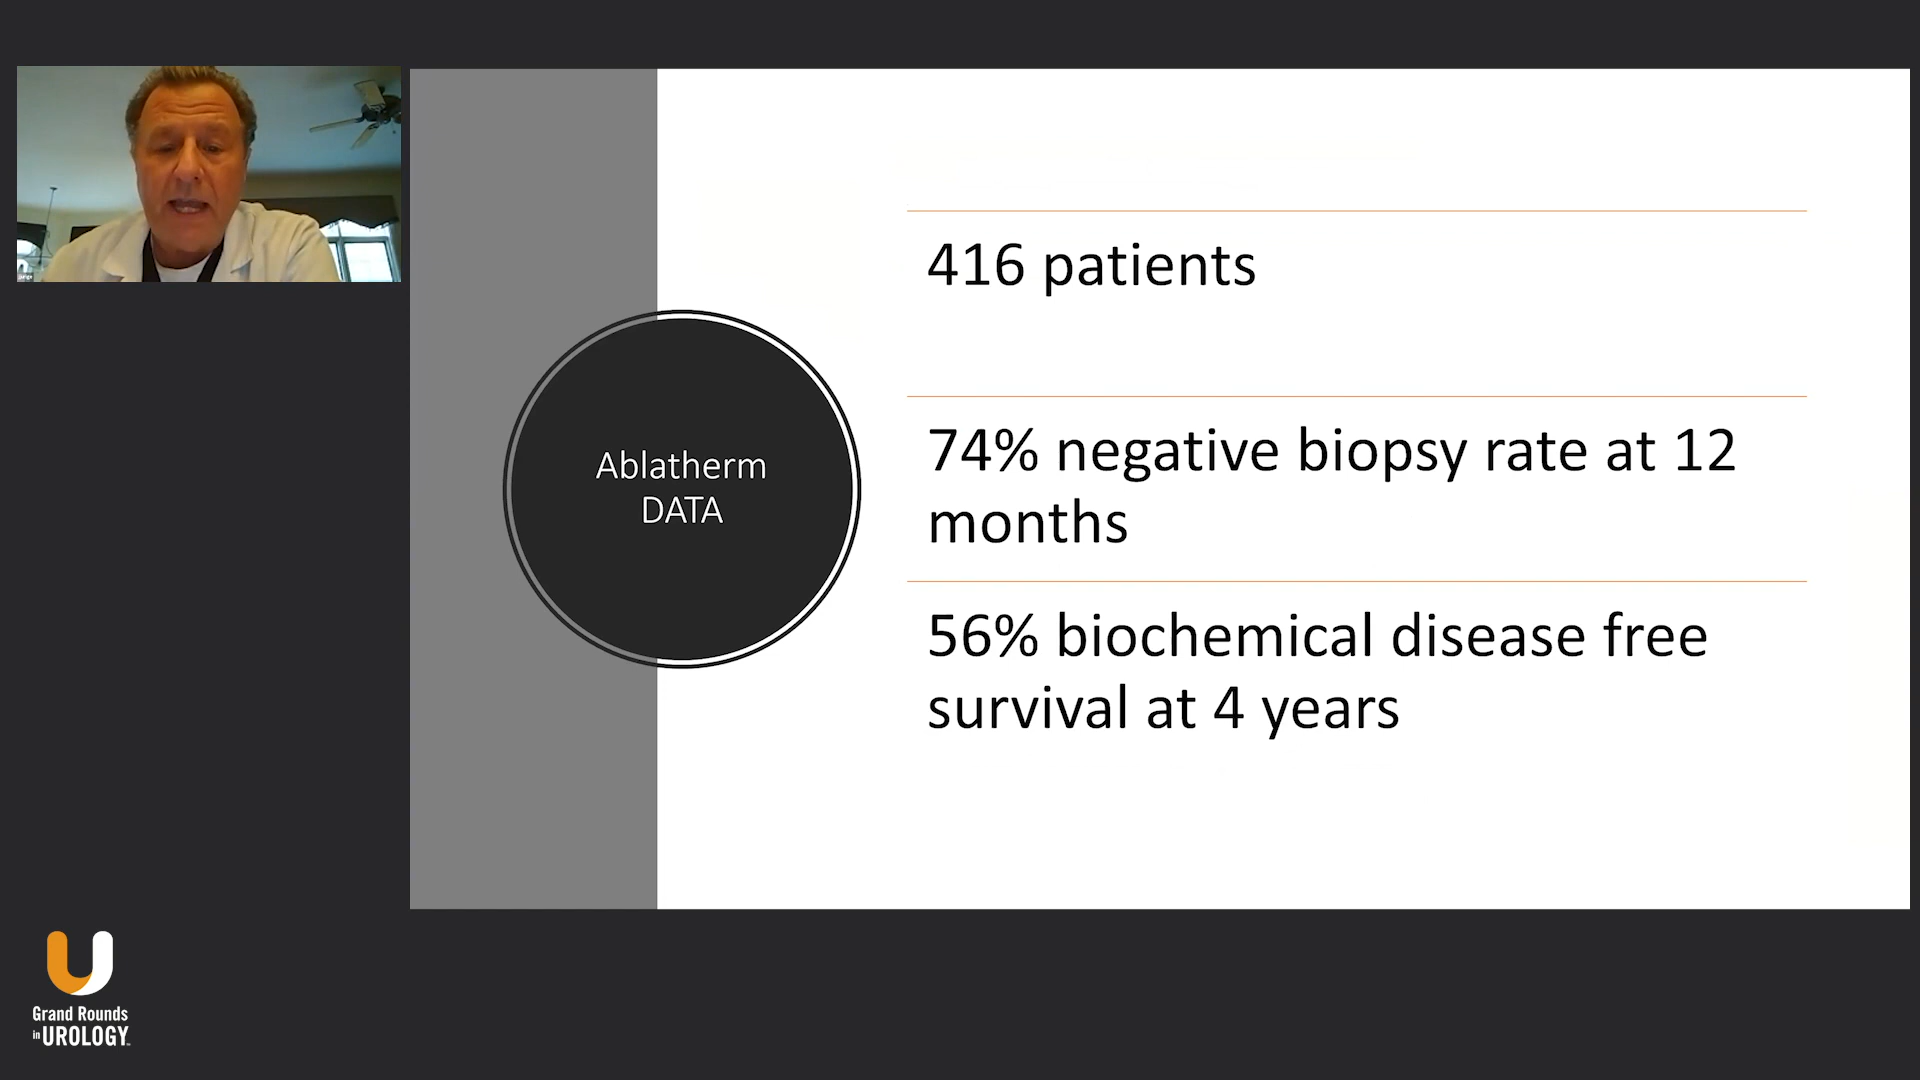 416 patients
74% negative biopsy rate at 12
months
Ablatherm
DATA
56% biochemical disease free
survival at 4 years
Grand Rounds
in UROLOGY